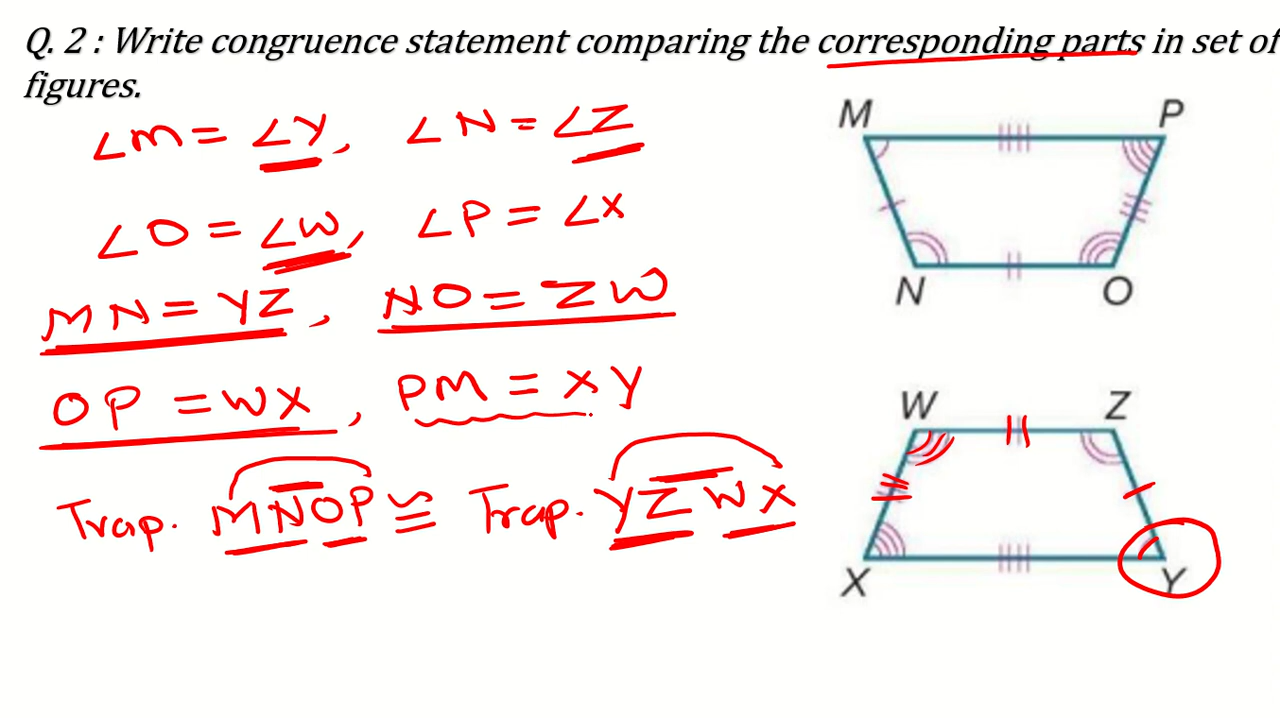 Q. 2 : Write congruence statement comparing the corresponding parts in set of
figures.
∠M = ∠Y, ∠N = ∠Z
∠O = ∠W, ∠P = ∠X
MN = YZ, NO = ZW
OP = WX, PM = XY
Trap. MNOP ≅ Trap. YZWX
M P
N O
W Z
X Y